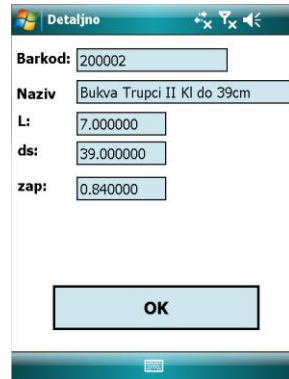 Detaljno
Barkod: 200002
Naziv Bukva Trupci II Kl do 39cm
L: 7.000000
ds: 39.000000
zap: 0.840000
OK